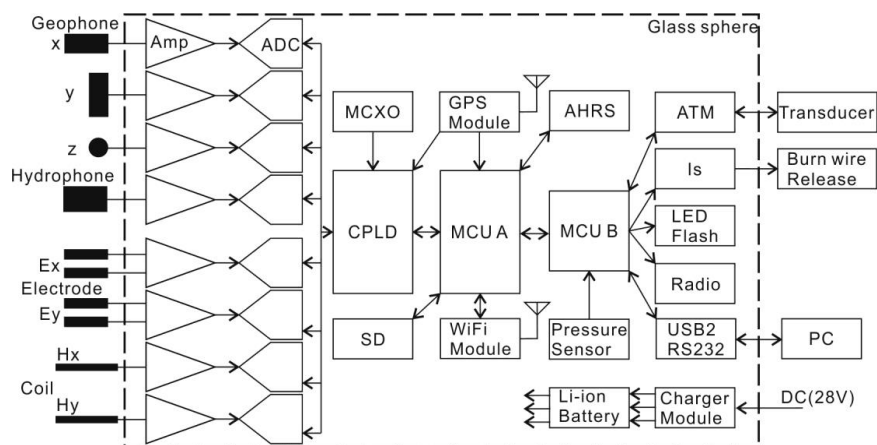 Geophone
x
Amp
ADC
Glass sphere
y
z
Hydrophone
MCXO
GPS
Module
AHRS
ATM
Transducer
Is
Burn wire
Release
CPLD
MCU A
MCU B
LED
Flash
Radio
Ex
Electrode
Ey
SD
WiFi
Module
Pressure
Sensor
USB2
RS232
PC
Hx
Coil
Hy
Li-ion
Battery
Charger
Module
DC(28V)